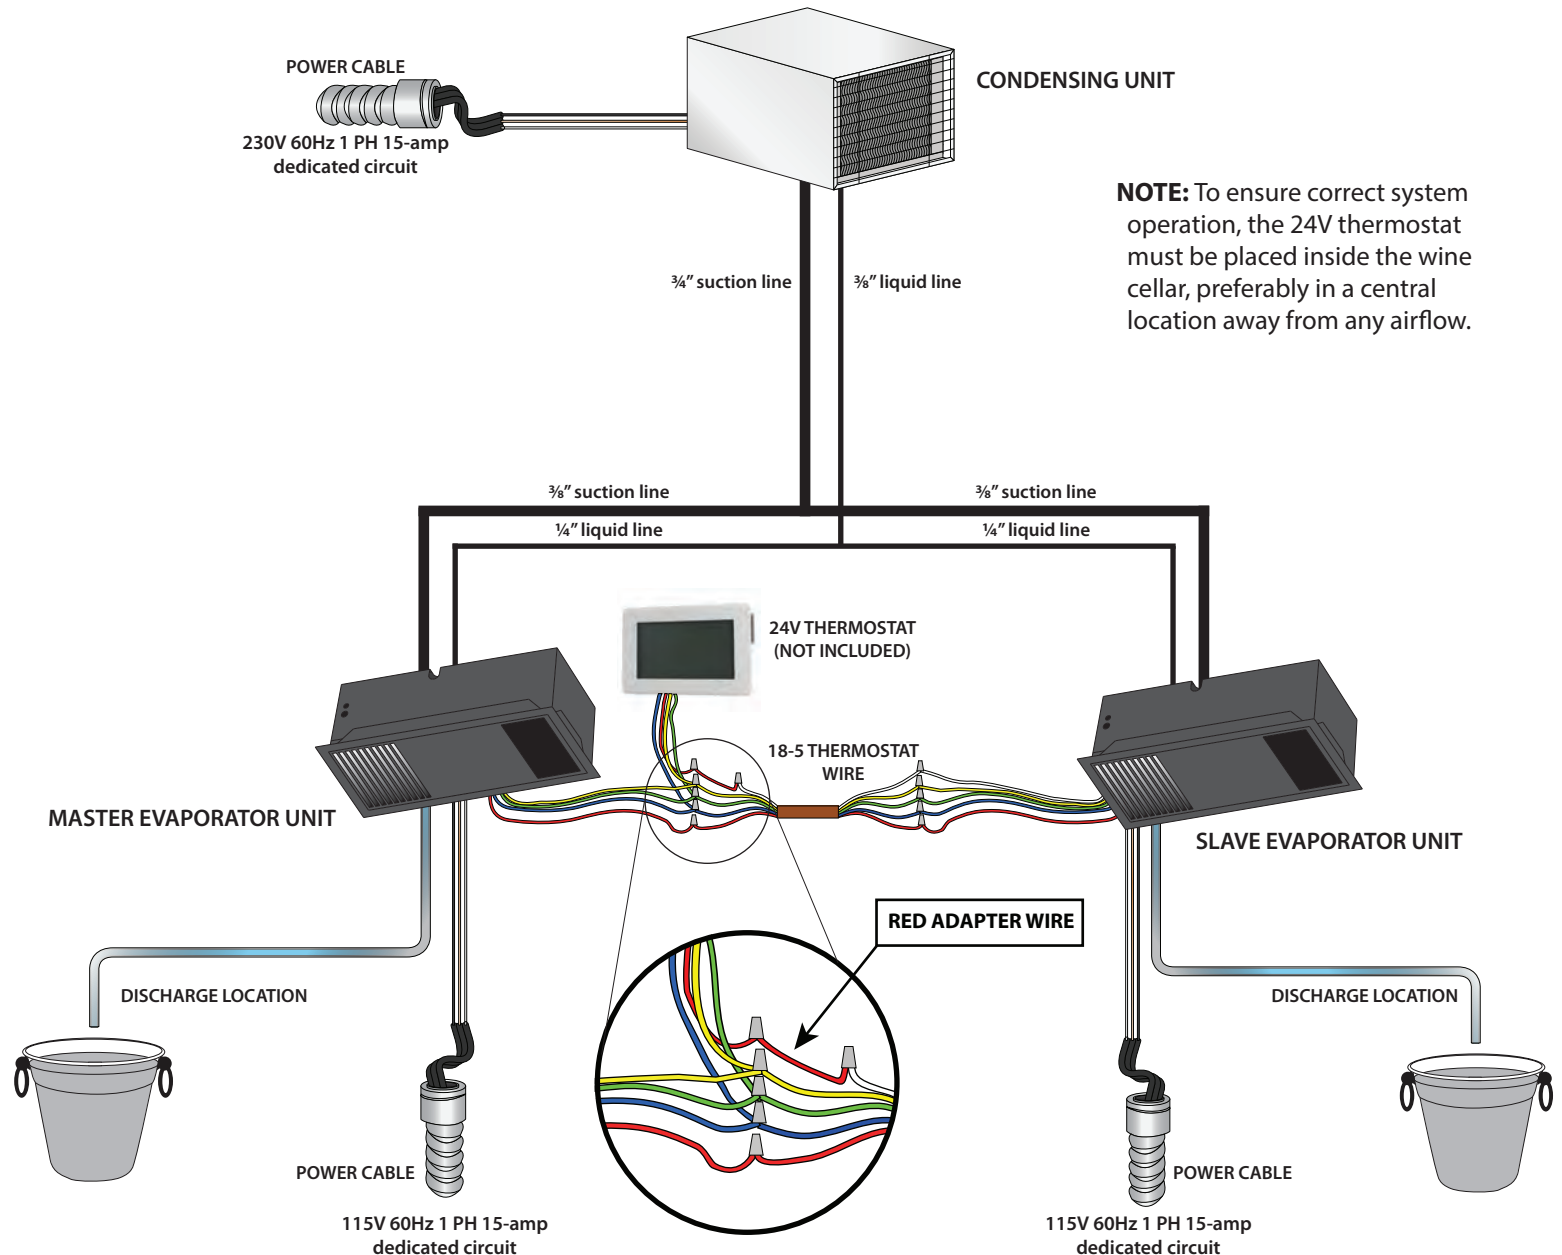 POWER CABLE
230V 60Hz 1 PH 15-amp
dedicated circuit
CONDENSING UNIT
NOTE: To ensure correct system
operation, the 24V thermostat
must be placed inside the wine
cellar, preferably in a central
location away from any airflow.
¾” suction line
⅜” liquid line
⅜” suction line
⅜” suction line
¼” liquid line
¼” liquid line
24V THERMOSTAT
(NOT INCLUDED)
18-5 THERMOSTAT
WIRE
MASTER EVAPORATOR UNIT
SLAVE EVAPORATOR UNIT
RED ADAPTER WIRE
DISCHARGE LOCATION
DISCHARGE LOCATION
POWER CABLE
115V 60Hz 1 PH 15-amp
dedicated circuit
POWER CABLE
115V 60Hz 1 PH 15-amp
dedicated circuit